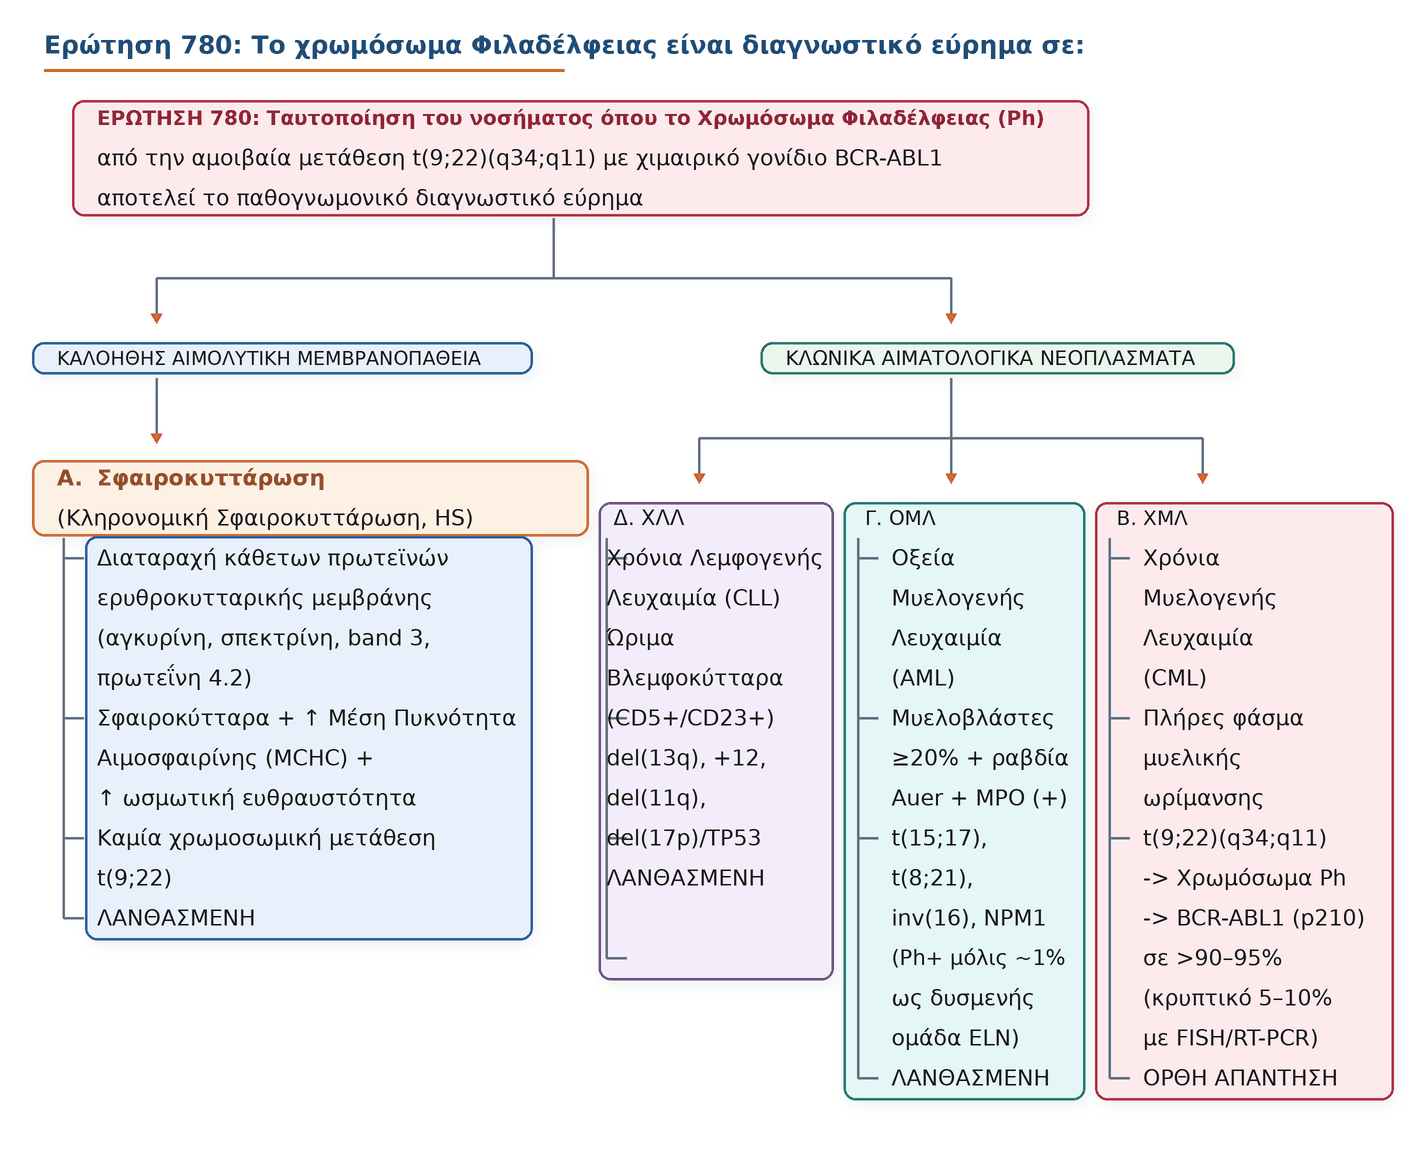 Ερώτηση 780: Το χρωμόσωμα Φιλαδέλφειας είναι διαγνωστικό εύρημα σε:
ΕΡΩΤΗΣΗ 780: Ταυτοποίηση του νοσήματος όπου το Χρωμόσωμα Φιλαδέλφειας (Ph)
από την αμοιβαία μετάθεση t(9;22)(q34;q11) με χιμαιρικό γονίδιο BCR-ABL1
αποτελεί το παθογνωμονικό διαγνωστικό εύρημα
ΚΑΛΟΗΘΗΣ ΑΙΜΟΛΥΤΙΚΗ ΜΕΜΒΡΑΝΟΠΑΘΕΙΑ
ΚΛΩΝΙΚΑ ΑΙΜΑΤΟΛΟΓΙΚΑ ΝΕΟΠΛΑΣΜΑΤΑ
Α. Σφαιροκυττάρωση
(Κληρονομική Σφαιροκυττάρωση, HS)
Διαταραχή κάθετων πρωτεϊνών
ερυθροκυτταρικής μεμβράνης
(αγκυρίνη, σπεκτρίνη, band 3,
πρωτεΐνη 4.2)
Σφαιροκύτταρα + ↑ Μέση Πυκνότητα
Αιμοσφαιρίνης (MCHC) +
↑ ωσμωτική ευθραυστότητα
Καμία χρωμοσωμική μετάθεση
t(9;22)
ΛΑΝΘΑΣΜΕΝΗ
Δ. ΧΛΛ
Χρόνια Λεμφογενής
Λευχαιμία (CLL)
Ώριμα
Βλεμφοκύτταρα
(CD5+/CD23+)
del(13q), +12,
del(11q),
del(17p)/TP53
ΛΑΝΘΑΣΜΕΝΗ
Γ. ΟΜΛ
Οξεία
Μυελογενής
Λευχαιμία
(AML)
Μυελοβλάστες
≥20% + ραβδία
Auer + MPO (+)
t(15;17),
t(8;21),
inv(16), NPM1
(Ph+ μόλις ~1%
ως δυσμενής
ομάδα ELN)
ΛΑΝΘΑΣΜΕΝΗ
Β. ΧΜΛ
Χρόνια
Μυελογενής
Λευχαιμία
(CML)
Πλήρες φάσμα
μυελικής
ωρίμανσης
t(9;22)(q34;q11)
-> Χρωμόσωμα Ph
-> BCR-ABL1 (p210)
σε >90–95%
(κρυπτικό 5–10%
με FISH/RT-PCR)
ΟΡΘΗ ΑΠΑΝΤΗΣΗ